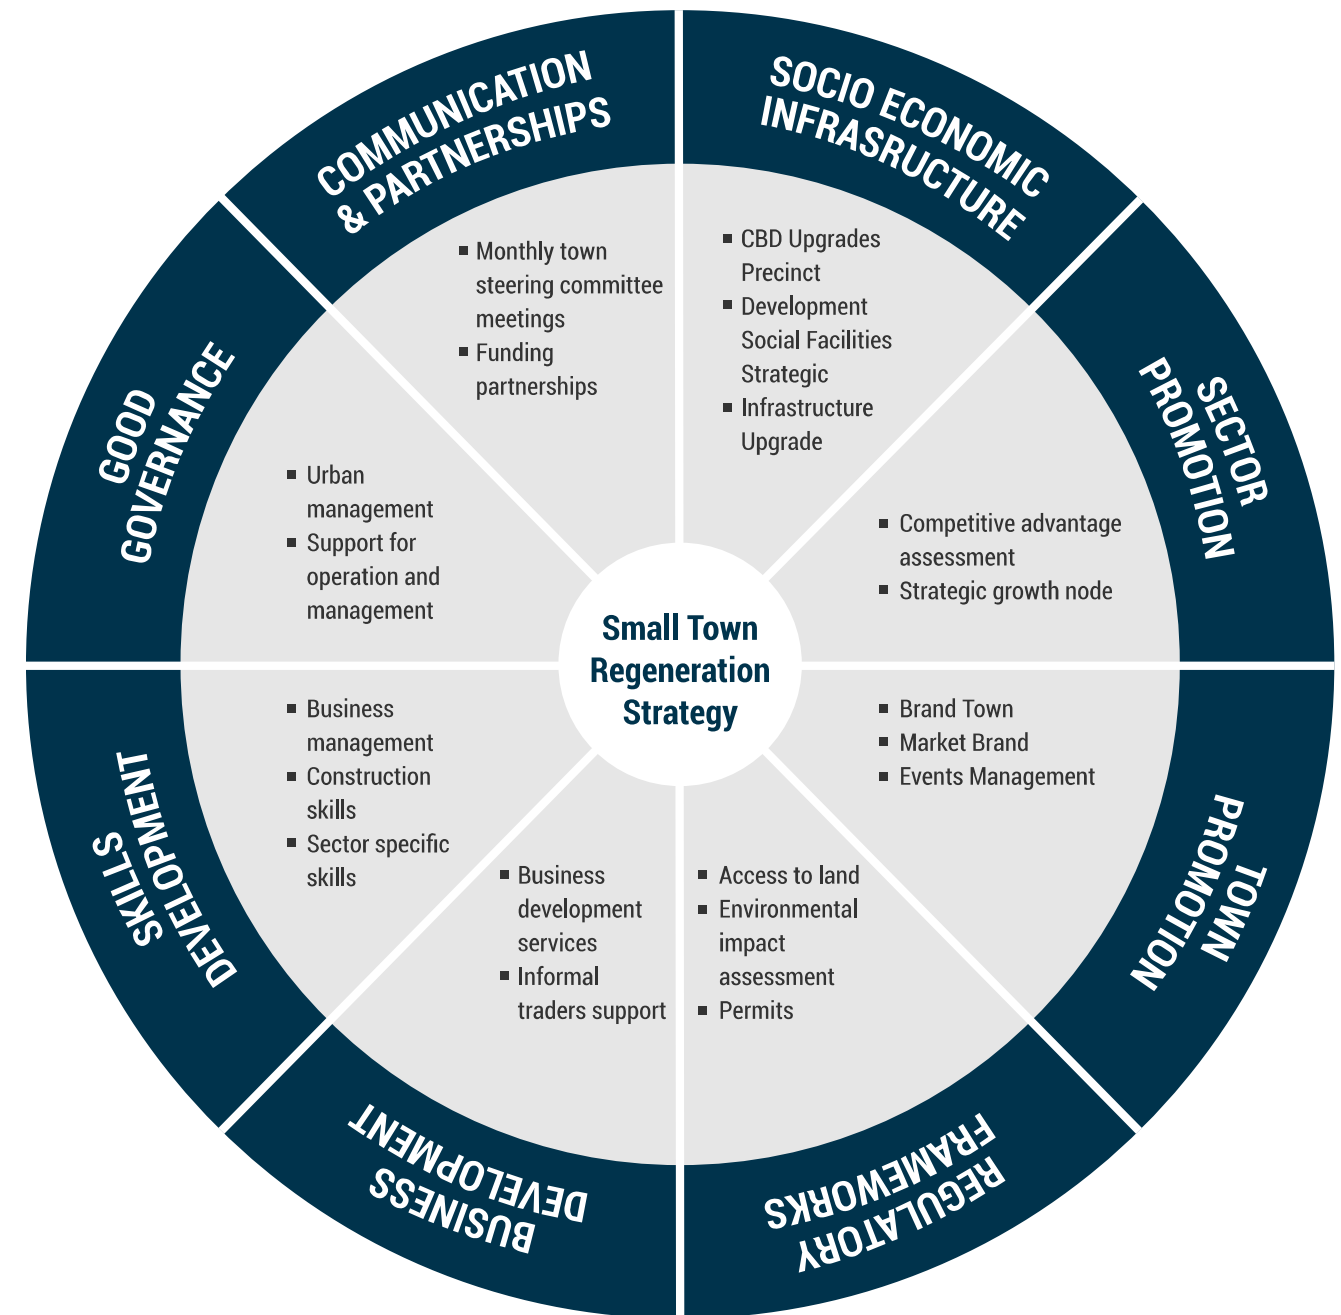 COMMUNICATION
& PARTNERSHIPS
▪ Monthly town
steering committee
meetings
▪ Funding
partnerships
SOCIO ECONOMIC
INFRASRUCTURE
▪ CBD Upgrades
Precinct
▪ Development
Social Facilities
Strategic
▪ Infrastructure
Upgrade
SECTOR
PROMOTION
▪ Competitive advantage
assessment
▪ Strategic growth node
TOWN
PROMOTION
▪ Brand Town
▪ Market Brand
▪ Events Management
REGULATORY
FRAMEWORKS
▪ Access to land
▪ Environmental
impact
assessment
▪ Permits
BUSINESS
DEVELOPMENT
▪ Business
development
services
▪ Informal
traders support
SKILLS
DEVELOPMENT
▪ Business
management
▪ Construction
skills
▪ Sector specific
skills
GOOD
GOVERNANCE
▪ Urban
management
▪ Support for
operation and
management
Small Town
Regeneration
Strategy